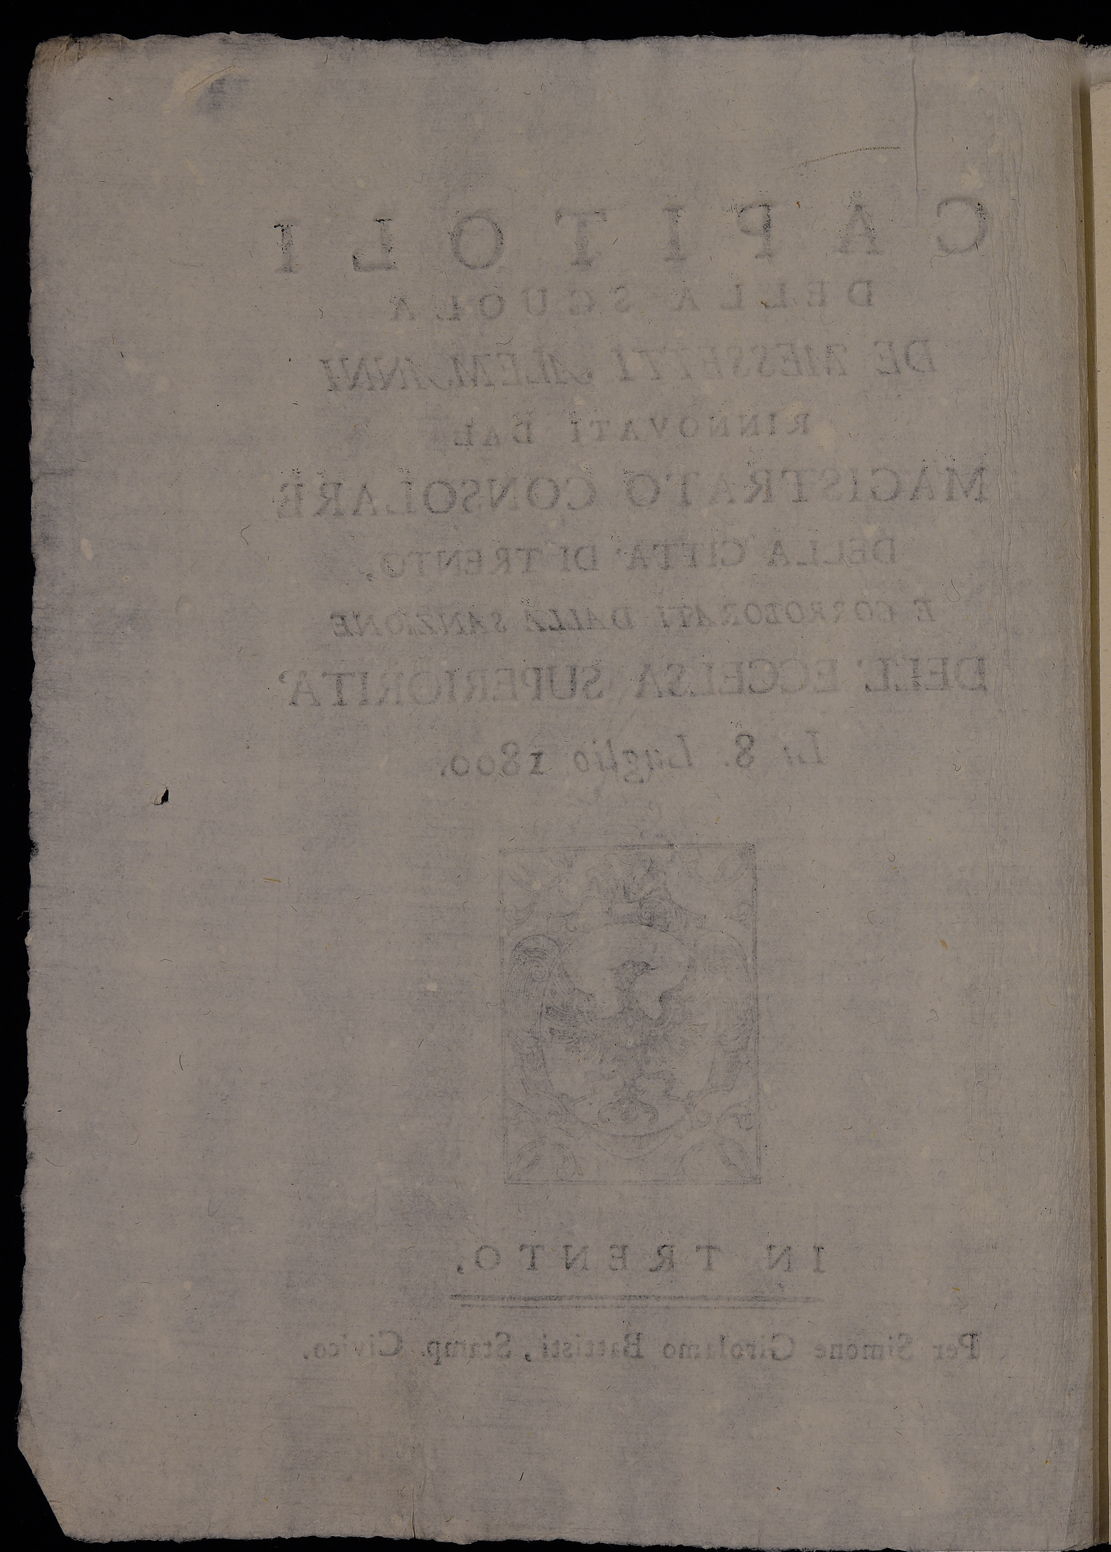 CAPITOLI
DELLA SCUOLA
DE MESSETTI ALEMANNI
RINNOVATI DAL
MAGISTRATO CONSOLARE
DELLA CITTA' DI TRENTO,
E CORROBORATI DALLA SANZIONE
DELL' ECCELSA SUPERIORITA'
Li 8. Luglio 1800.
IN TRENTO,
Per Simone Girolamo Battisti, Stamp. Civico.